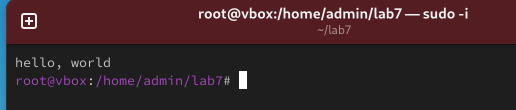 root@vbox:/home/admin/lab7 — sudo -i
~/lab7
hello, world
root@vbox:/home/admin/lab7#